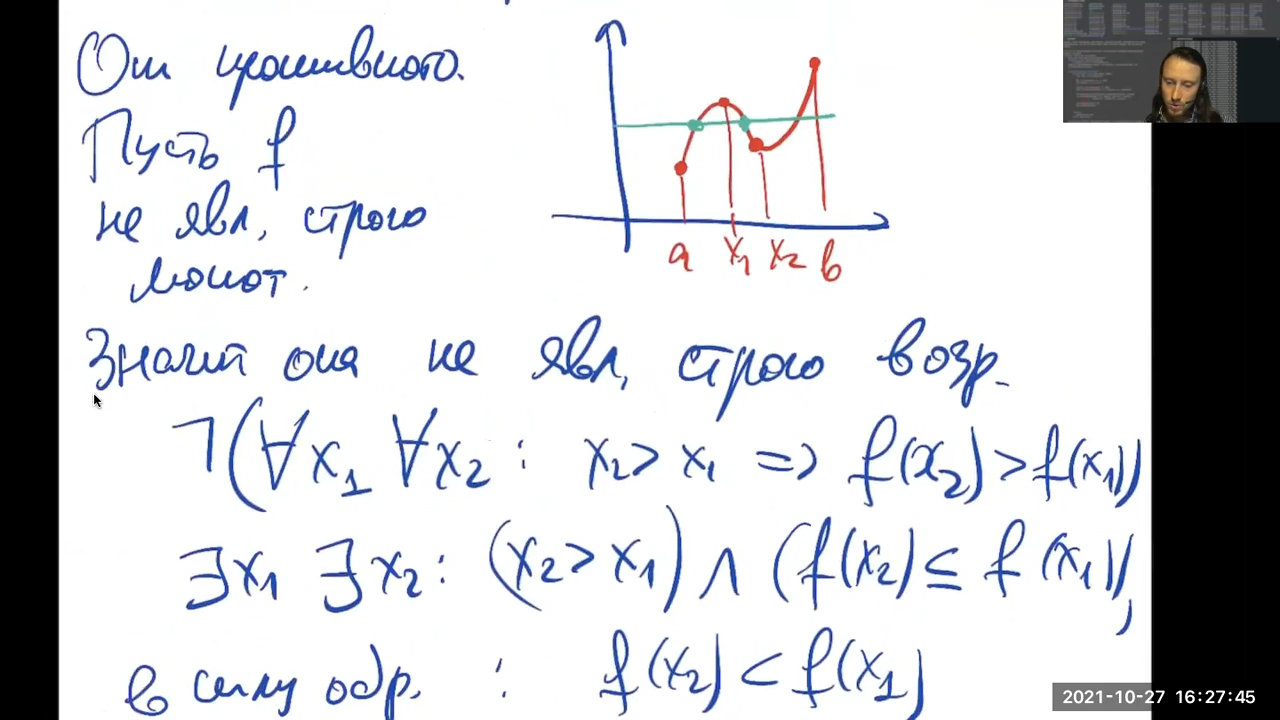 От противного.
Пусть f
не явл. строго
монот.
a x₁ x₂ b
Значит она не явл. строго возр.
¬(∀x₁ ∀x₂ : x₂ > x₁ => f(x₂) > f(x₁))
∃x₁ ∃x₂ : (x₂ > x₁) ∧ (f(x₂) ≤ f(x₁)),
в силу обр. : f(x₂) < f(x₁)
2021-10-27 16:27:45